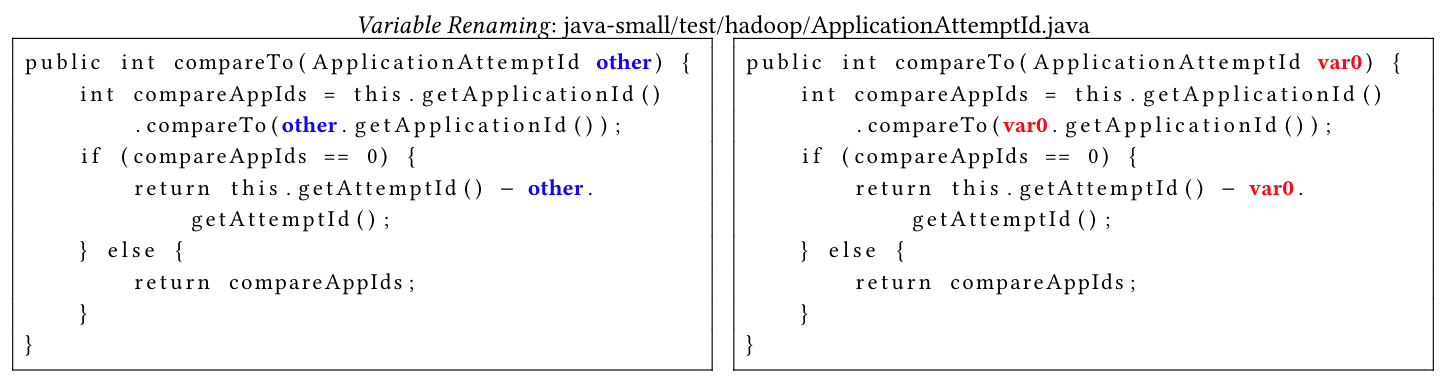 Variable Renaming: java-small/test/hadoop/ApplicationAttemptId.java
public int compareTo(ApplicationAttemptId other) {
int compareAppIds = this.getApplicationId()
.compareTo(other.getApplicationId());
if (compareAppIds == 0) {
return this.getAttemptId() − other.
getAttemptId();
} else {
return compareAppIds;
}
}
public int compareTo(ApplicationAttemptId var0) {
int compareAppIds = this.getApplicationId()
.compareTo(var0.getApplicationId());
if (compareAppIds == 0) {
return this.getAttemptId() − var0.
getAttemptId();
} else {
return compareAppIds;
}
}